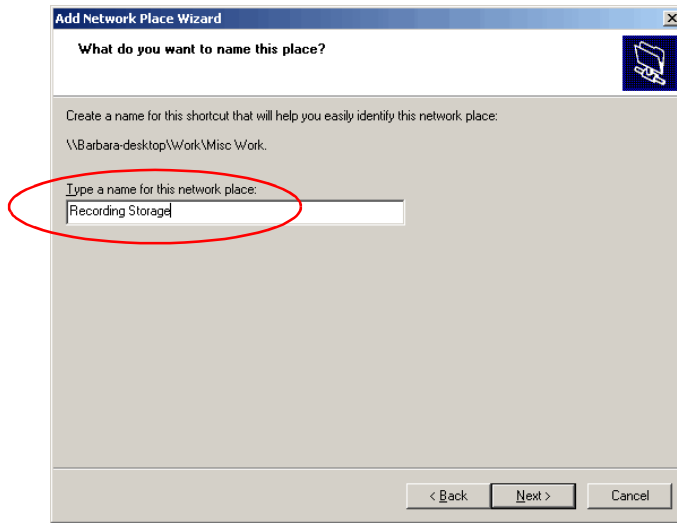 Add Network Place Wizard
What do you want to name this place?
Create a name for this shortcut that will help you easily identify this network place:
\\Barbara-desktop\Work\Misc Work.
Type a name for this network place:
Recording Storage
< Back Next > Cancel